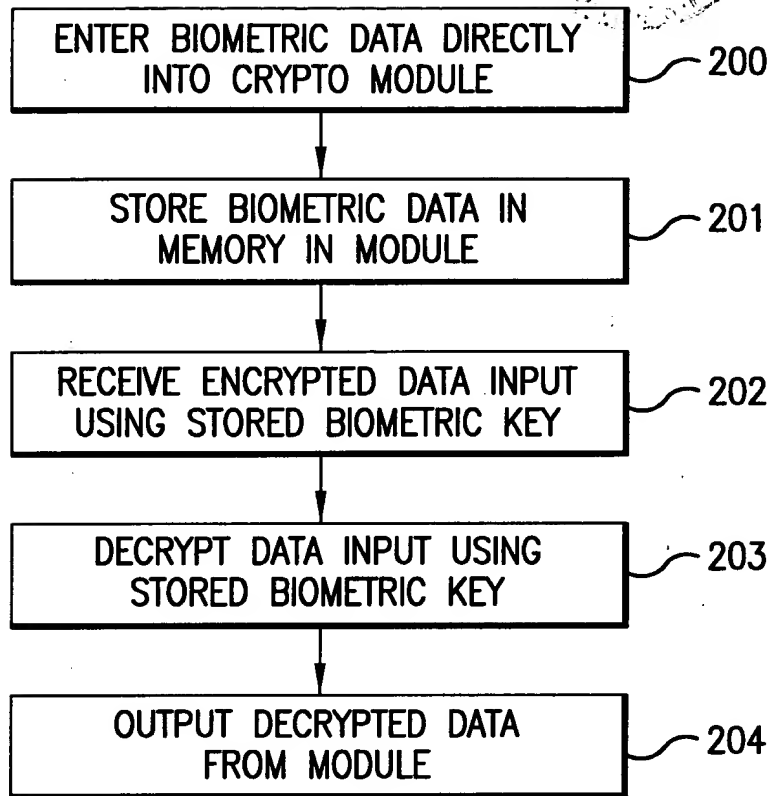 ENTER BIOMETRIC DATA DIRECTLY
INTO CRYPTO MODULE
200
STORE BIOMETRIC DATA IN
MEMORY IN MODULE
201
RECEIVE ENCRYPTED DATA INPUT
USING STORED BIOMETRIC KEY
202
DECRYPT DATA INPUT USING
STORED BIOMETRIC KEY
203
OUTPUT DECRYPTED DATA
FROM MODULE
204